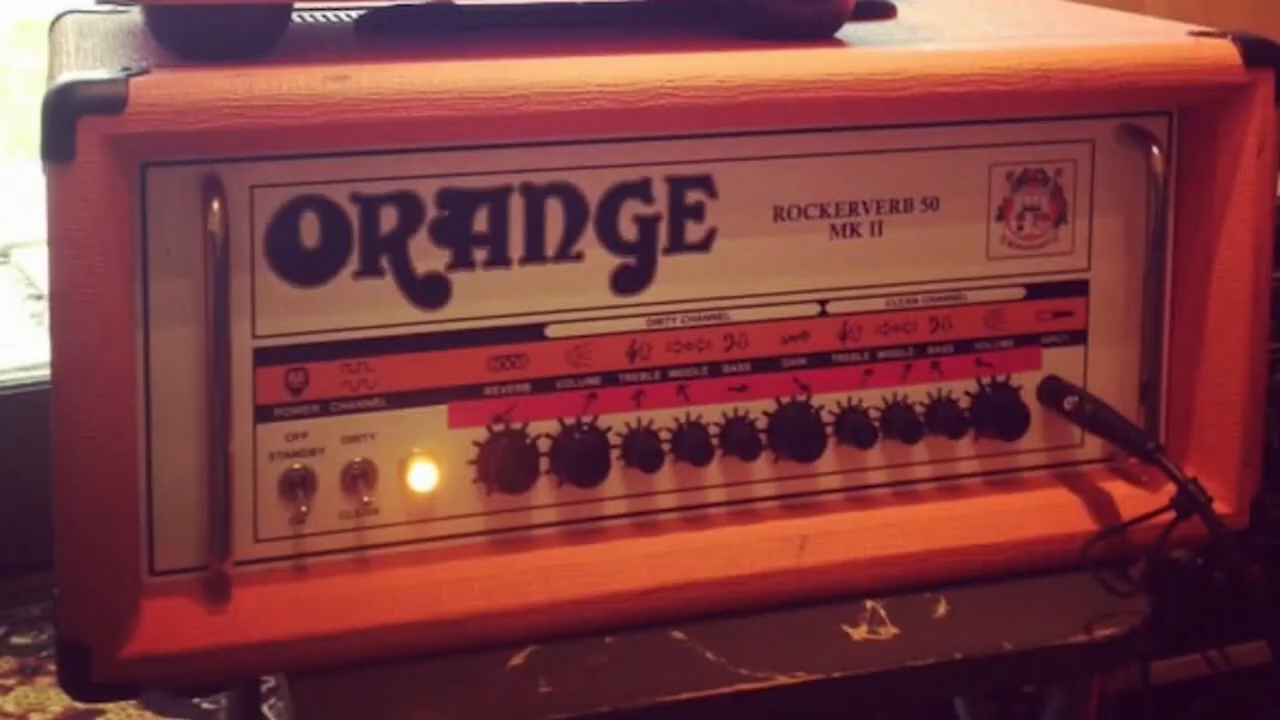 ORANGE
ROCKERVERB 50
MK II
DIRTY CHANNEL
CLEAN CHANNEL
POWER CHANNEL REVERB VOLUME TREBLE MIDDLE BASS GAIN TREBLE MIDDLE BASS VOLUME INPUT
OFF DIRTY
STANDBY
ON CLEAN